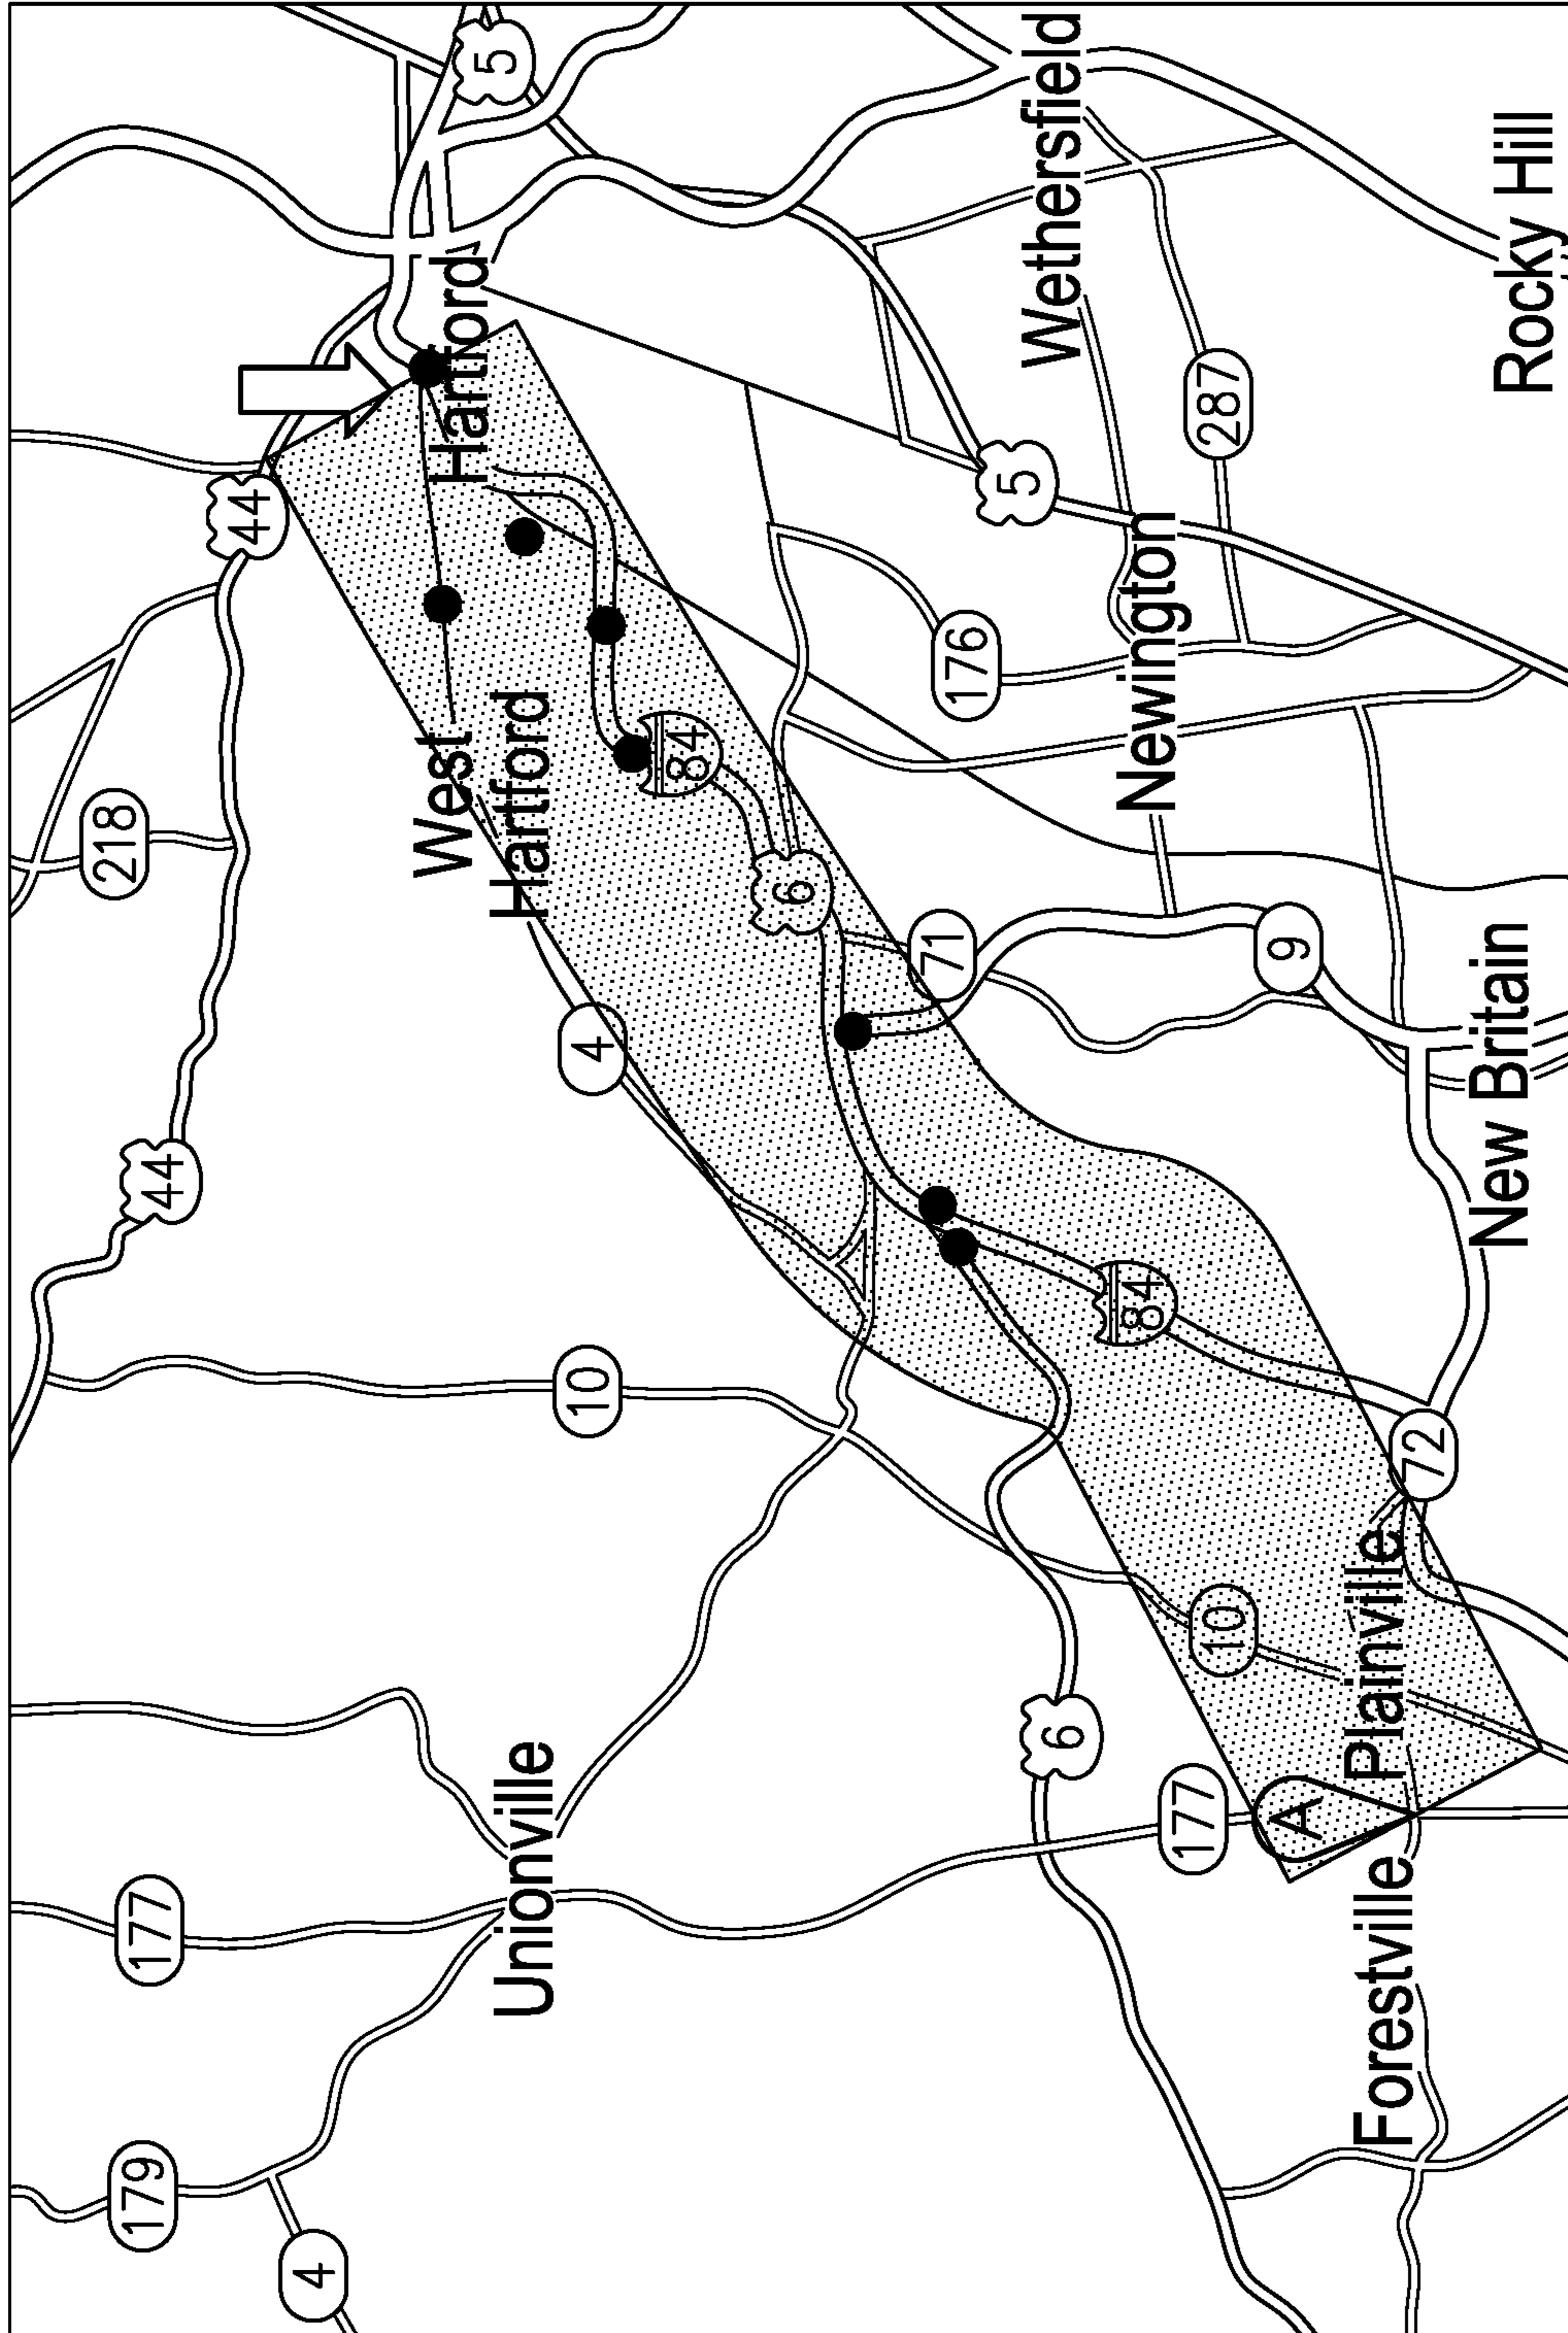 218
179
177
44
44
4
5
West
Hartford
Hartford
Unionville
10
4
84
6
71
176
5
Wethersfield
6
84
Newington
177
287
10
9
A
Plainville
Forestville
72
New Britain
Rocky Hill